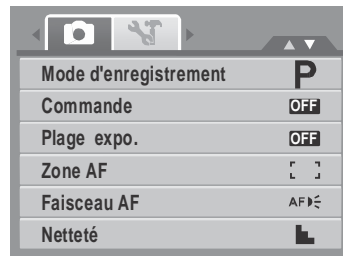 Mode d'enregistrement P
Commande OFF
Plage expo. OFF
Zone AF
Faisceau AF AF
Netteté